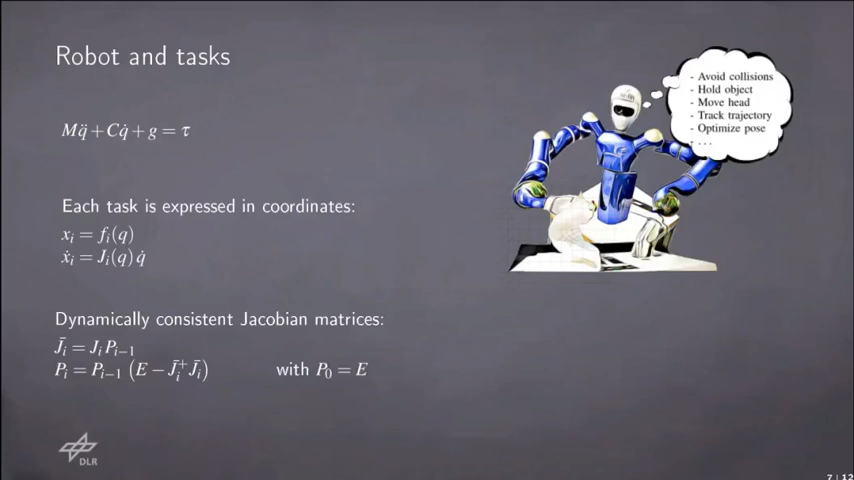 Robot and tasks
- Avoid collisions
- Hold object
- Move head
- Track trajectory
- Optimize pose
- ...
Mq̈ + Cq̇ + g = τ
Each task is expressed in coordinates:
xᵢ = fᵢ(q)
ẋᵢ = Jᵢ(q) q̇
Dynamically consistent Jacobian matrices:
J̄ᵢ = JᵢPᵢ₋₁
Pᵢ = Pᵢ₋₁ (E − J̄ᵢ⁺J̄ᵢ) with P₀ = E
DLR
7 | 12